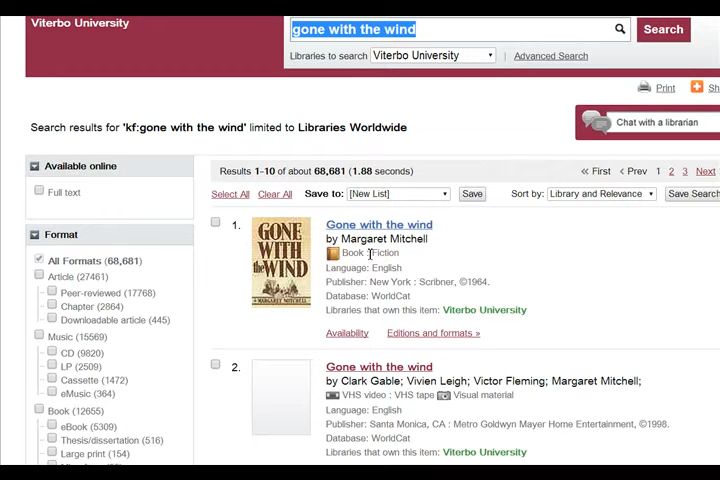 Viterbo University
gone with the wind
Search
Libraries to search Viterbo University Advanced Search
Print
Search results for 'kf:gone with the wind' limited to Libraries Worldwide
Chat with a librarian
Available online
Full text
Format
All Formats (68,681)
Article (27461)
Peer-reviewed (17768)
Chapter (2864)
Downloadable article (445)
Music (15569)
CD (9820)
LP (2509)
Cassette (1472)
eMusic (364)
Book (12655)
eBook (5309)
Thesis/dissertation (516)
Large print (154)
Results 1-10 of about 68,681 (1.88 seconds)
« First < Prev 1 2 3 Next
Select All Clear All Save to: [New List] Save Sort by: Library and Relevance Save Search
1. Gone with the wind
by Margaret Mitchell
Book : Fiction
Language: English
Publisher: New York : Scribner, ©1964.
Database: WorldCat
Libraries that own this item: Viterbo University
Availability Editions and formats »
GONE
WITH
the WIND
MARGARET MITCHELL
2. Gone with the wind
by Clark Gable; Vivien Leigh; Victor Fleming; Margaret Mitchell;
VHS video : VHS tape Visual material
Language: English
Publisher: Santa Monica, CA : Metro Goldwyn Mayer Home Entertainment, ©1998.
Database: WorldCat
Libraries that own this item: Viterbo University